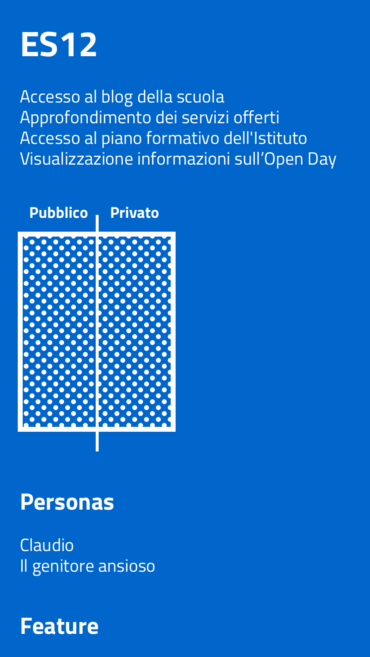 ES12
Accesso al blog della scuola
Approfondimento dei servizi offerti
Accesso al piano formativo dell'Istituto
Visualizzazione informazioni sull’Open Day
Pubblico Privato
Personas
Claudio
Il genitore ansioso
Feature